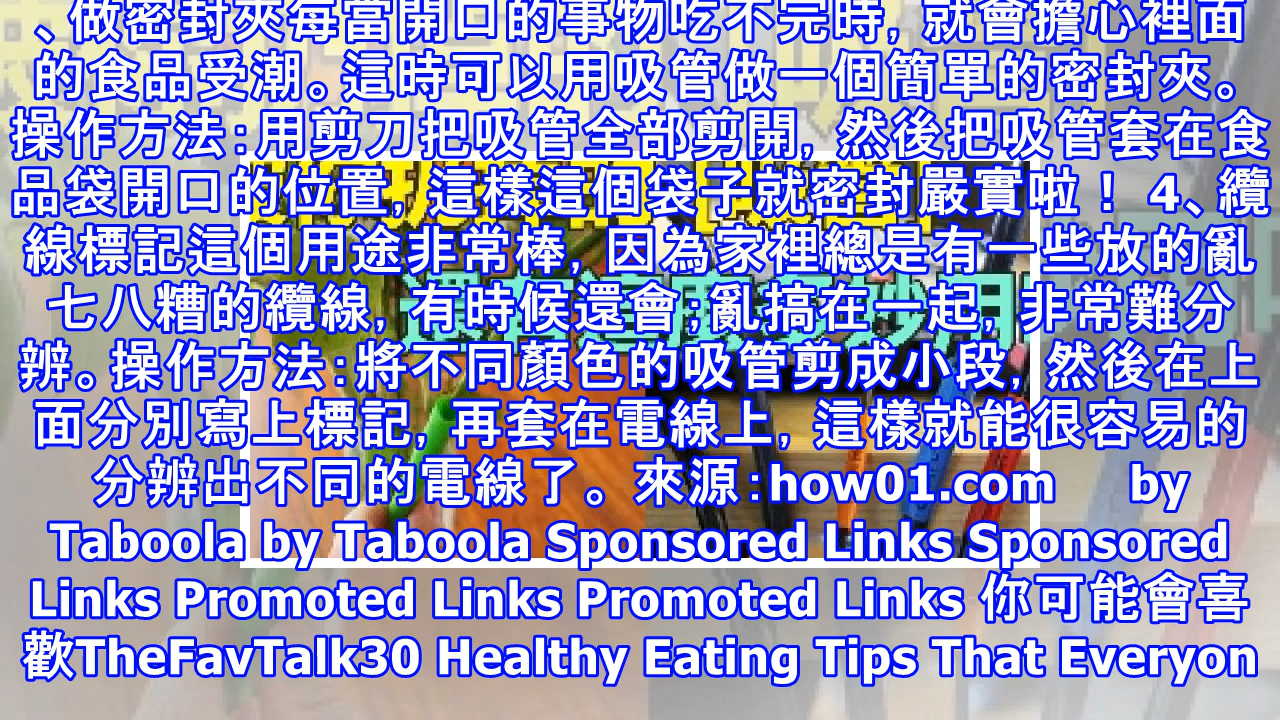 、做密封夾每當開口的事物吃不完時, 就會擔心裡面
的食品受潮。這時可以用吸管做一個簡單的密封夾。
操作方法:用剪刀把吸管全部剪開, 然後把吸管套在食
品袋開口的位置, 這樣這個袋子就密封嚴實啦！ 4、纜
線標記這個用途非常棒, 因為家裡總是有一些放的亂
七八糟的纜線, 有時候還會;亂搞在一起, 非常難分
辨。操作方法:將不同顏色的吸管剪成小段, 然後在上
面分別寫上標記, 再套在電線上, 這樣就能很容易的
分辨出不同的電線了。來源:how01.com by
Taboola by Taboola Sponsored Links Sponsored
Links Promoted Links Promoted Links 你可能會喜
歡TheFavTalk30 Healthy Eating Tips That Everyon